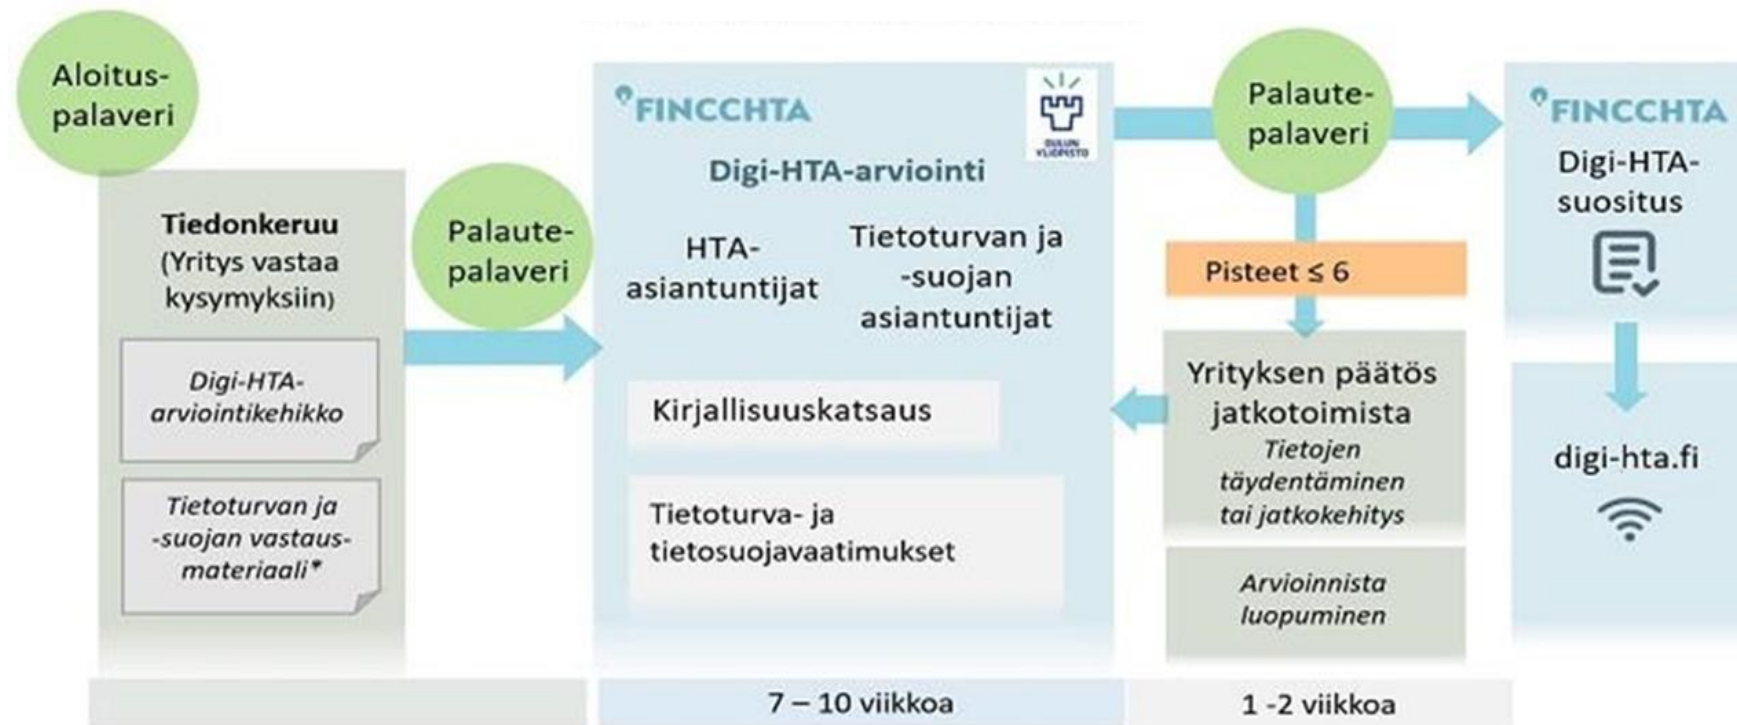 Aloitus-
palaveri
Tiedonkeruu
(Yritys vastaa
kysymyksiin)
Digi-HTA-
arviointikehikko
Tietoturvan ja
-suojan vastaus-
materiaali*
Palaute-
palaveri
FINCCHTA
OULUN
YLIOPISTO
Digi-HTA-arviointi
HTA-
asiantuntijat
Tietoturvan ja
-suojan
asiantuntijat
Kirjallisuuskatsaus
Tietoturva- ja
tietosuojavaatimukset
7 – 10 viikkoa
Palaute-
palaveri
Pisteet ≤ 6
Yrityksen päätös
jatkotoimista
Tietojen
täydentäminen
tai jatkokehitys
Arvioinnista
luopuminen
1 -2 viikkoa
FINCCHTA
Digi-HTA-
suositus
digi-hta.fi